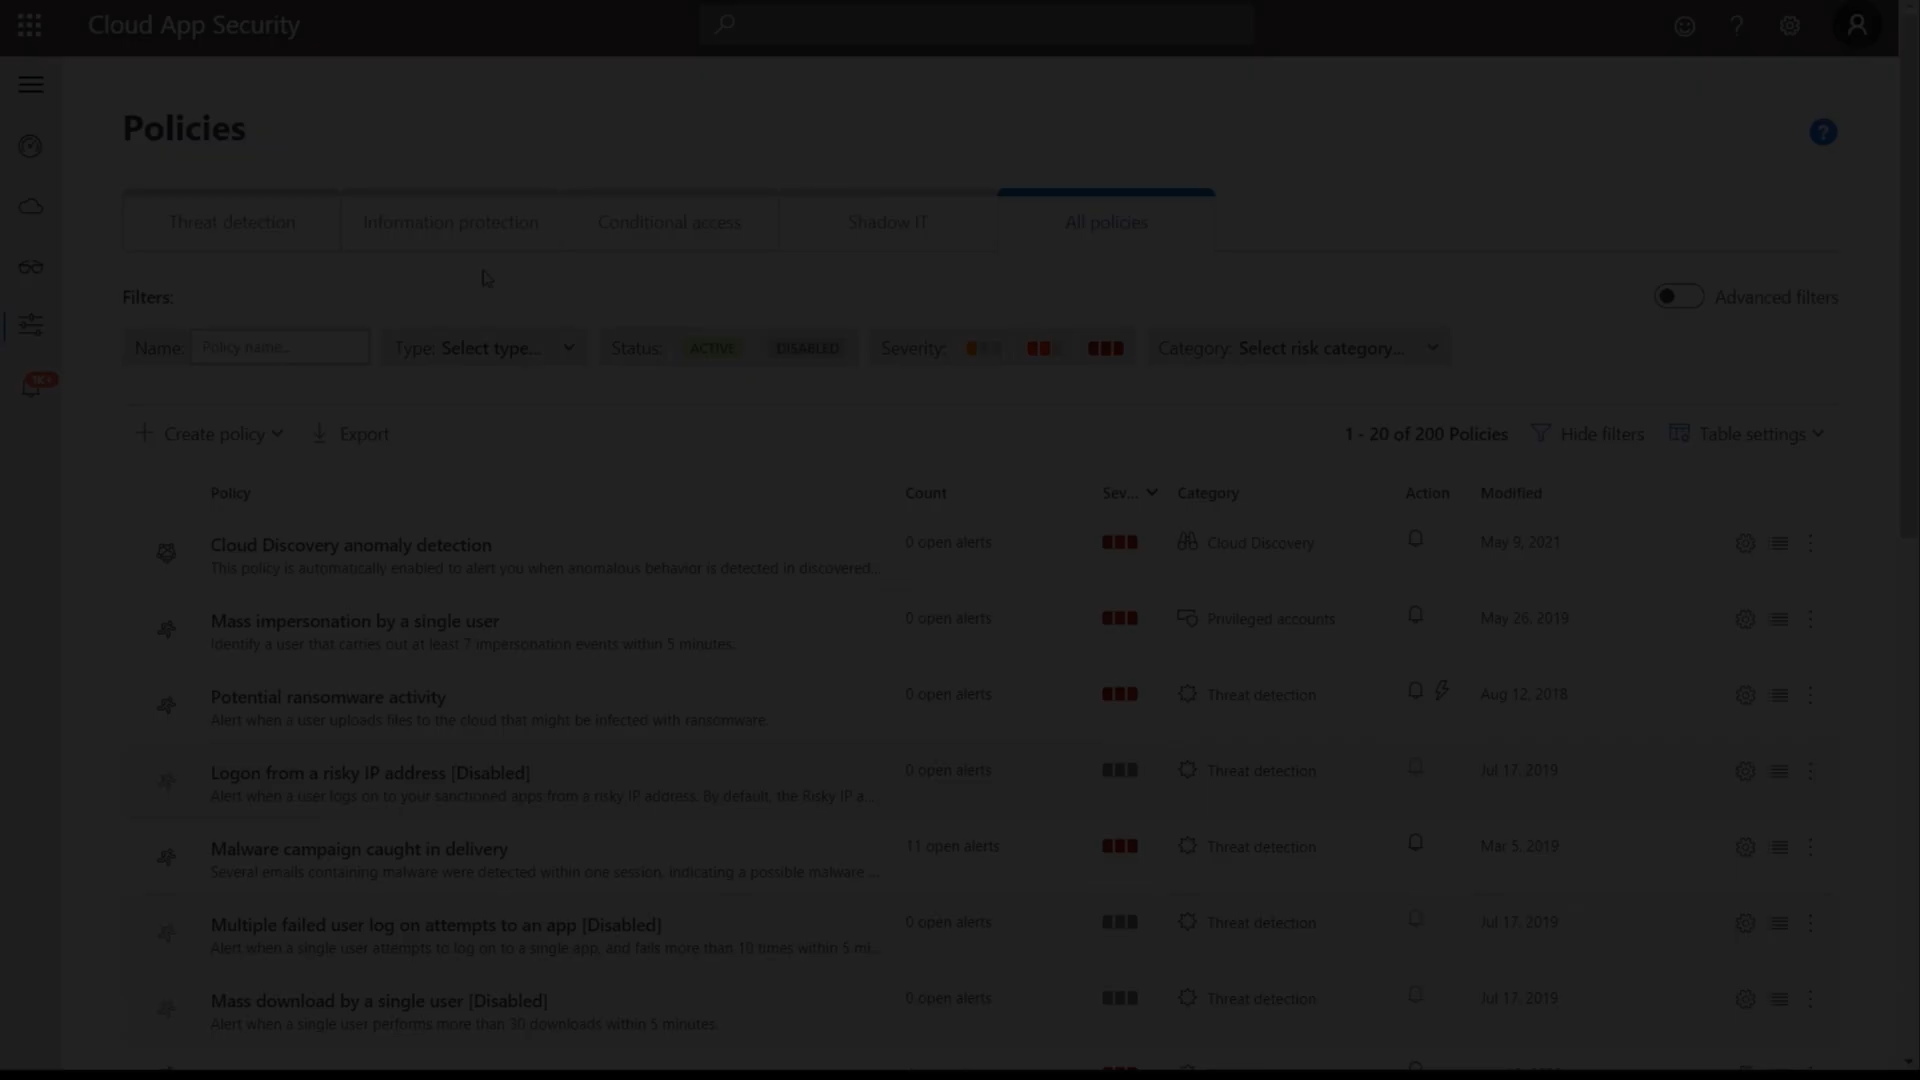 Cloud App Security
Policies
Threat detection
Information protection
Conditional access
Shadow IT
All policies
Filters:
Advanced filters
Name: Policy name...
Type: Select type...
Status: ACTIVE DISABLED
Severity:
Category: Select risk category...
1K+
Create policy
Export
1 - 20 of 200 Policies
Hide filters
Table settings
Policy Count Sev... Category Action Modified
Cloud Discovery anomaly detection 0 open alerts Cloud Discovery May 9, 2021
This policy is automatically enabled to alert you when anomalous behavior is detected in discovered...
Mass impersonation by a single user 0 open alerts Privileged accounts May 26, 2019
Identify a user that carries out at least 7 impersonation events within 5 minutes.
Potential ransomware activity 0 open alerts Threat detection Aug 12, 2018
Alert when a user uploads files to the cloud that might be infected with ransomware.
Logon from a risky IP address [Disabled] 0 open alerts Threat detection Jul 17, 2019
Alert when a user logs on to your sanctioned apps from a risky IP address. By default, the Risky IP a...
Malware campaign caught in delivery 11 open alerts Threat detection Mar 5, 2019
Several emails containing malware were detected within one session, indicating a possible malware ...
Multiple failed user log on attempts to an app [Disabled] 0 open alerts Threat detection Jul 17, 2019
Alert when a single user attempts to log on to a single app, and fails more than 10 times within 5 mi...
Mass download by a single user [Disabled] 0 open alerts Threat detection Jul 17, 2019
Alert when a single user performs more than 30 downloads within 5 minutes.